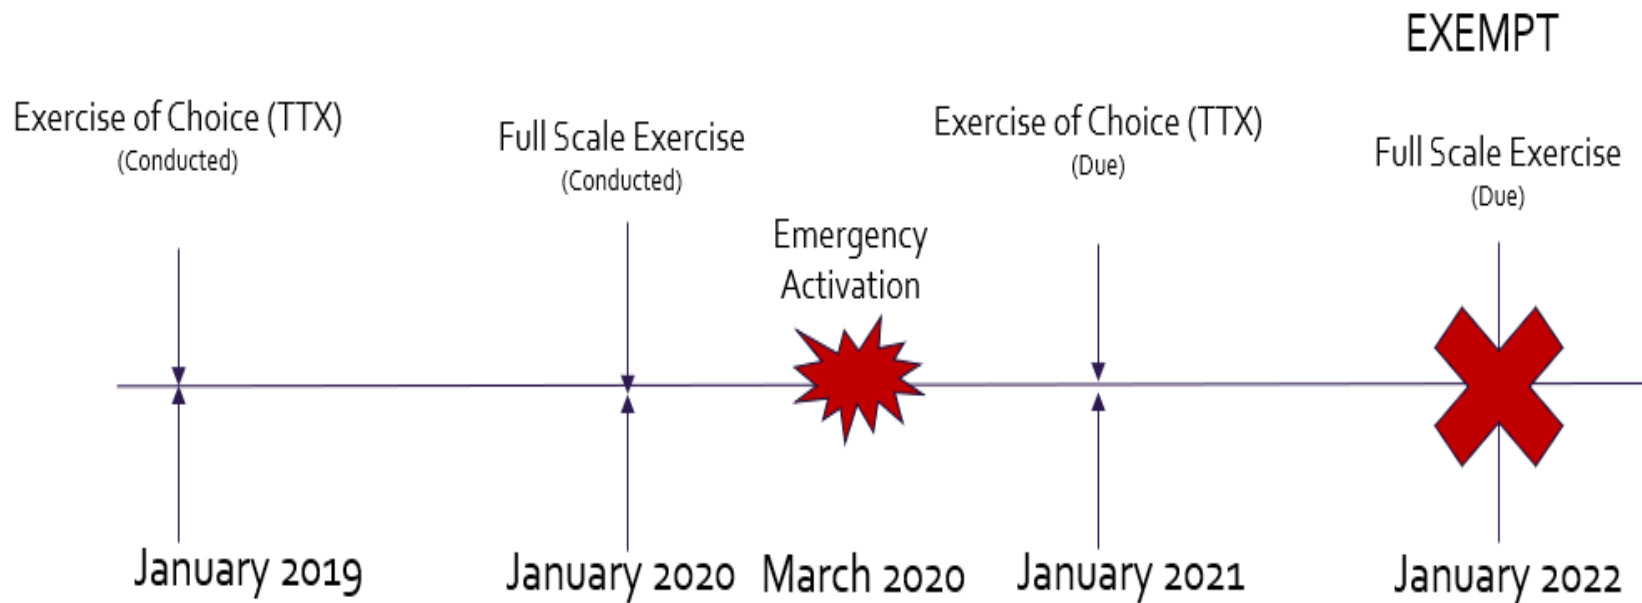 EXEMPT
Exercise of Choice (TTX)
(Conducted)
Full Scale Exercise
(Conducted)
Emergency
Activation
Exercise of Choice (TTX)
(Due)
Full Scale Exercise
(Due)
January 2019
January 2020
March 2020
January 2021
January 2022